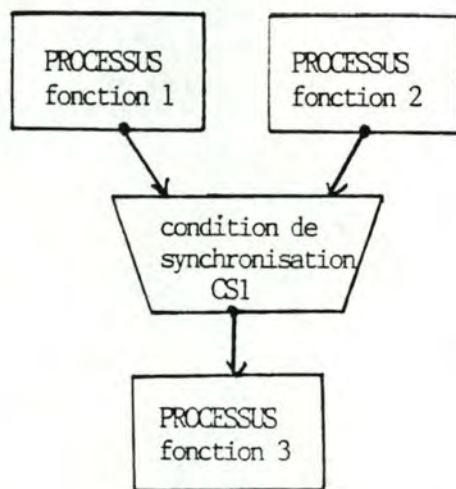 PROCESSUS
fonction 1
PROCESSUS
fonction 2
condition de
synchronisation
CS1
PROCESSUS
fonction 3